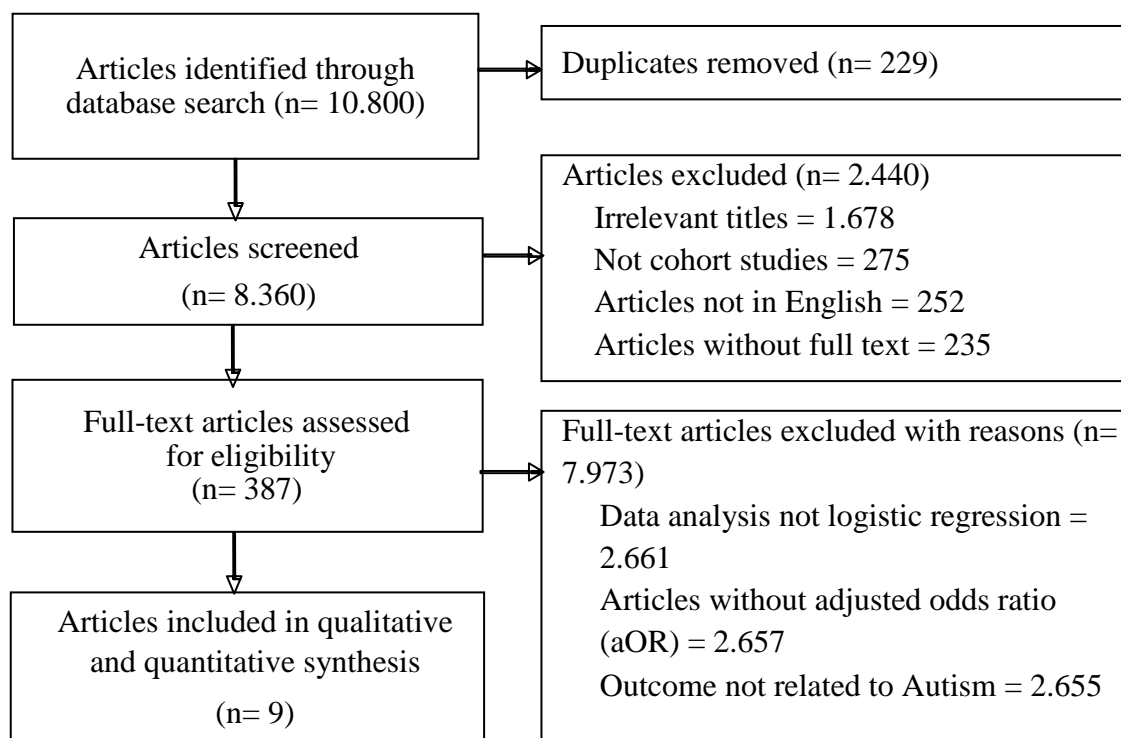 Articles identified through
database search (n= 10.800)
Duplicates removed (n= 229)
Articles screened
(n= 8.360)
Articles excluded (n= 2.440)
Irrelevant titles = 1.678
Not cohort studies = 275
Articles not in English = 252
Articles without full text = 235
Full-text articles assessed
for eligibility
(n= 387)
Full-text articles excluded with reasons (n=
7.973)
Data analysis not logistic regression =
2.661
Articles without adjusted odds ratio
(aOR) = 2.657
Outcome not related to Autism = 2.655
Articles included in qualitative
and quantitative synthesis
(n= 9)